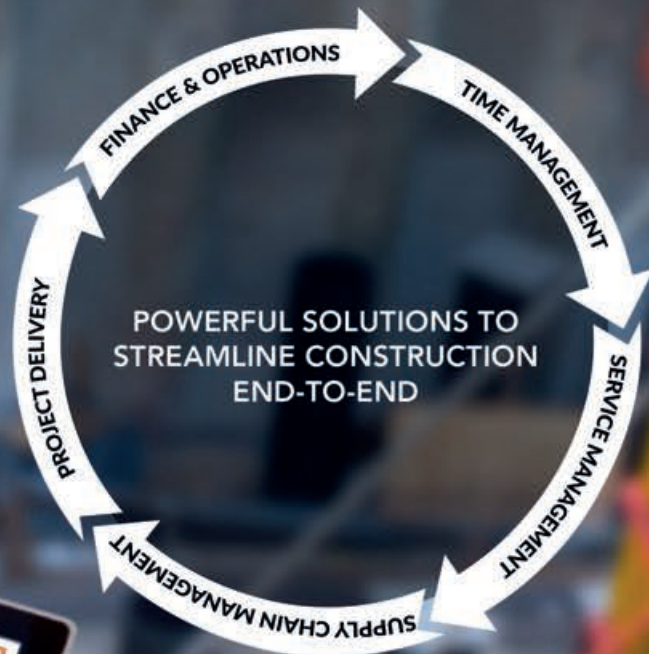 FINANCE & OPERATIONS
TIME MANAGEMENT
SERVICE MANAGEMENT
SUPPLY CHAIN MANAGEMENT
PROJECT DELIVERY
POWERFUL SOLUTIONS TO
STREAMLINE CONSTRUCTION
END-TO-END